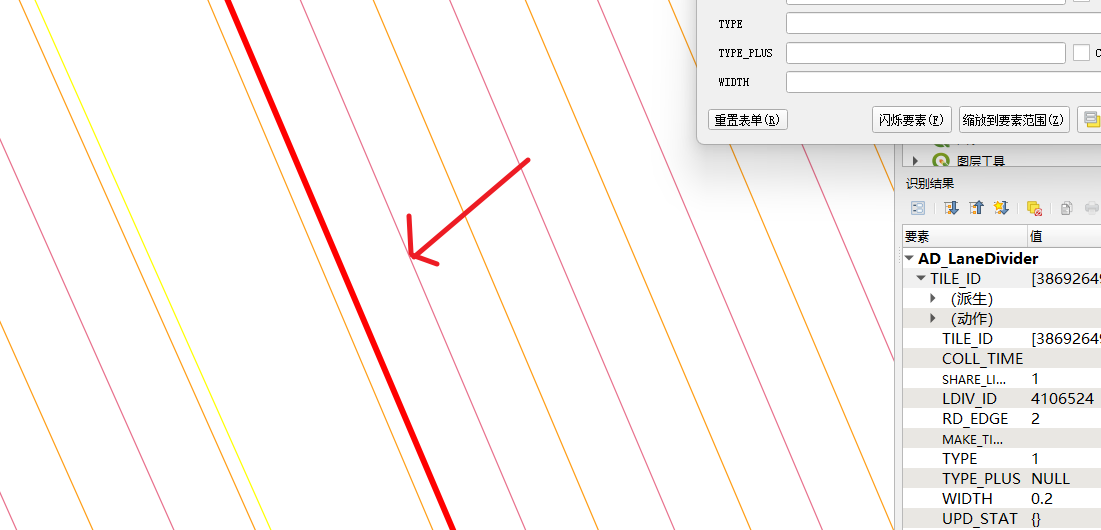 TYPE
TYPE_PLUS
WIDTH
重置表单(R)
闪烁要素(F)
缩放到要素范围(Z)
图层工具
识别结果
要素 值
AD_LaneDivider
TILE_ID [38692649
(派生)
(动作)
TILE_ID [38692649
COLL_TIME
SHARE_LI... 1
LDIV_ID 4106524
RD_EDGE 2
MAKE_TI...
TYPE 1
TYPE_PLUS NULL
WIDTH 0.2
UPD_STAT {}